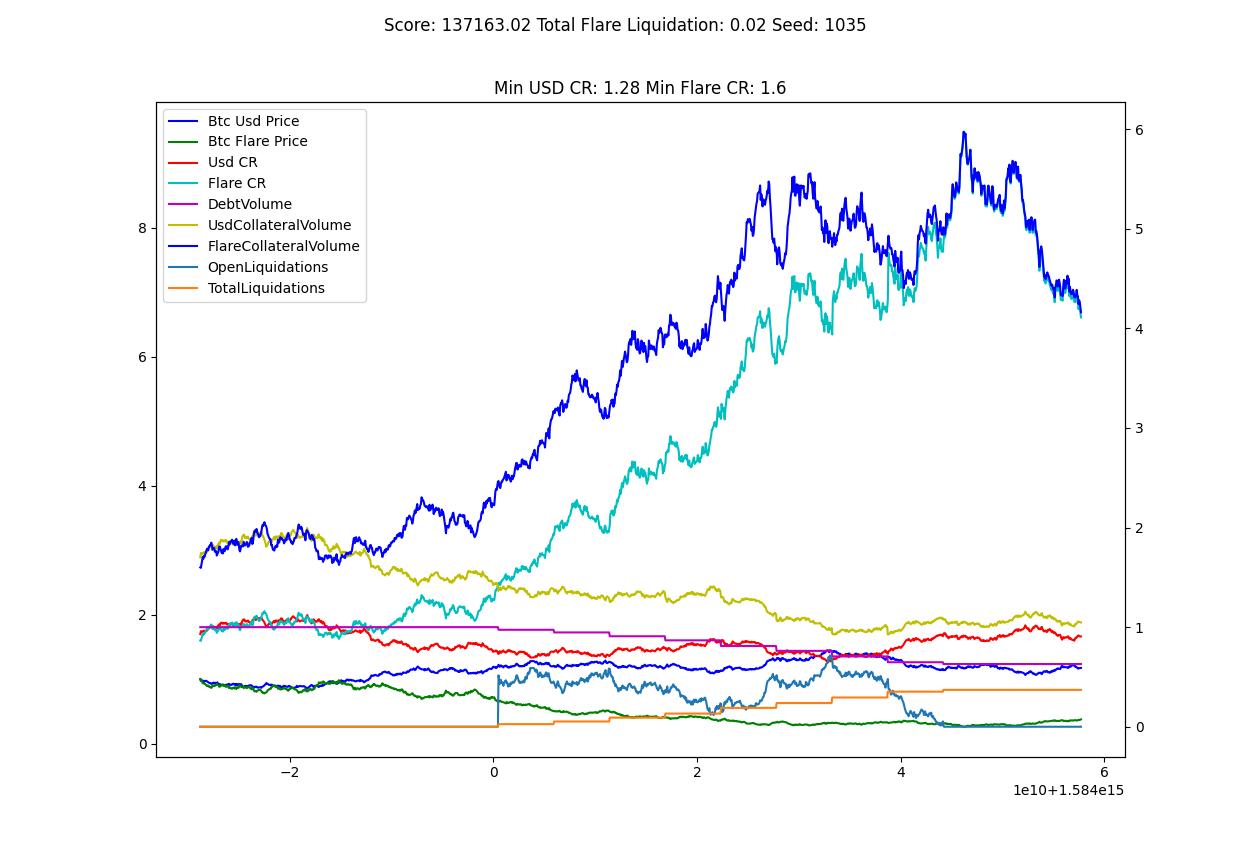 Score: 137163.02 Total Flare Liquidation: 0.02 Seed: 1035
Min USD CR: 1.28 Min Flare CR: 1.6
Btc Usd Price
Btc Flare Price
Usd CR
Flare CR
DebtVolume
UsdCollateralVolume
FlareCollateralVolume
OpenLiquidations
TotalLiquidations
8
6
4
2
0
6
5
4
3
2
1
0
−2
0
2
4
6
1e10+1.584e15